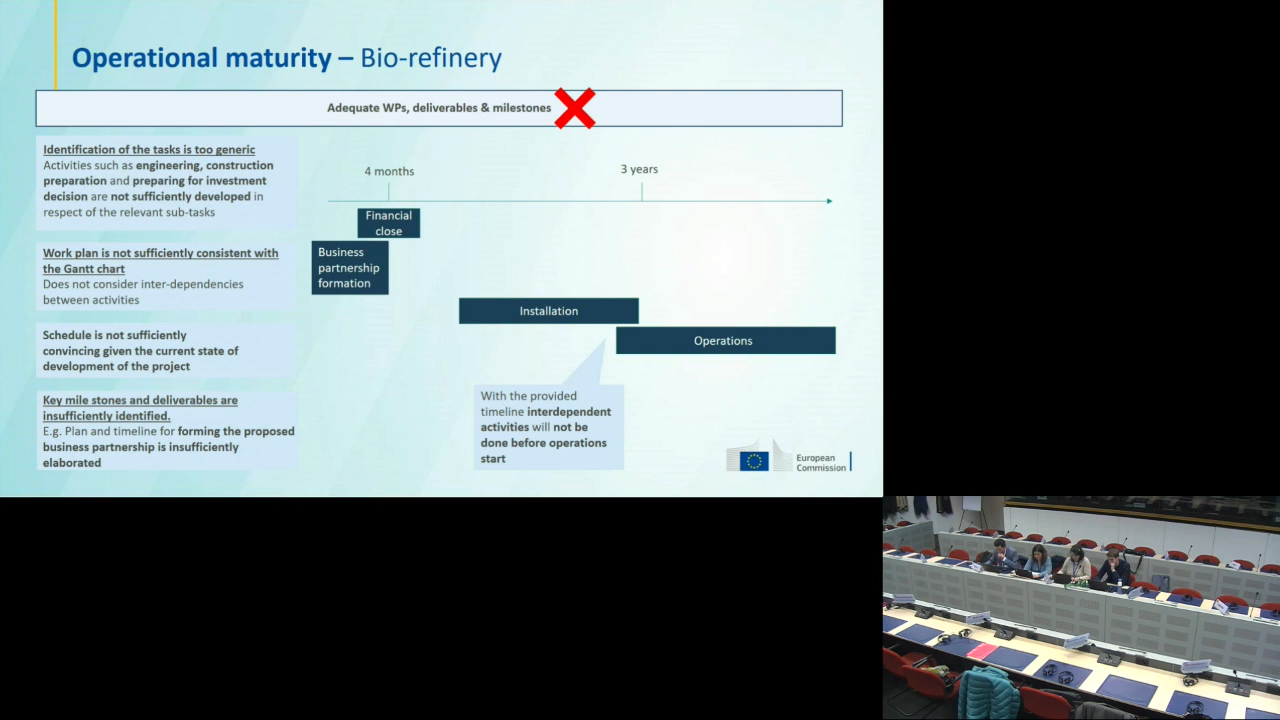 Operational maturity – Bio-refinery
Adequate WPs, deliverables & milestones
Identification of the tasks is too generic
Activities such as engineering, construction
preparation and preparing for investment
decision are not sufficiently developed in
respect of the relevant sub-tasks
Work plan is not sufficiently consistent with
the Gantt chart
Does not consider inter-dependencies
between activities
Schedule is not sufficiently
convincing given the current state of
development of the project
Key mile stones and deliverables are
insufficiently identified.
E.g. Plan and timeline for forming the proposed
business partnership is insufficiently
elaborated
4 months
3 years
Financial
close
Business
partnership
formation
Installation
Operations
With the provided
timeline interdependent
activities will not be
done before operations
start
European
Commission